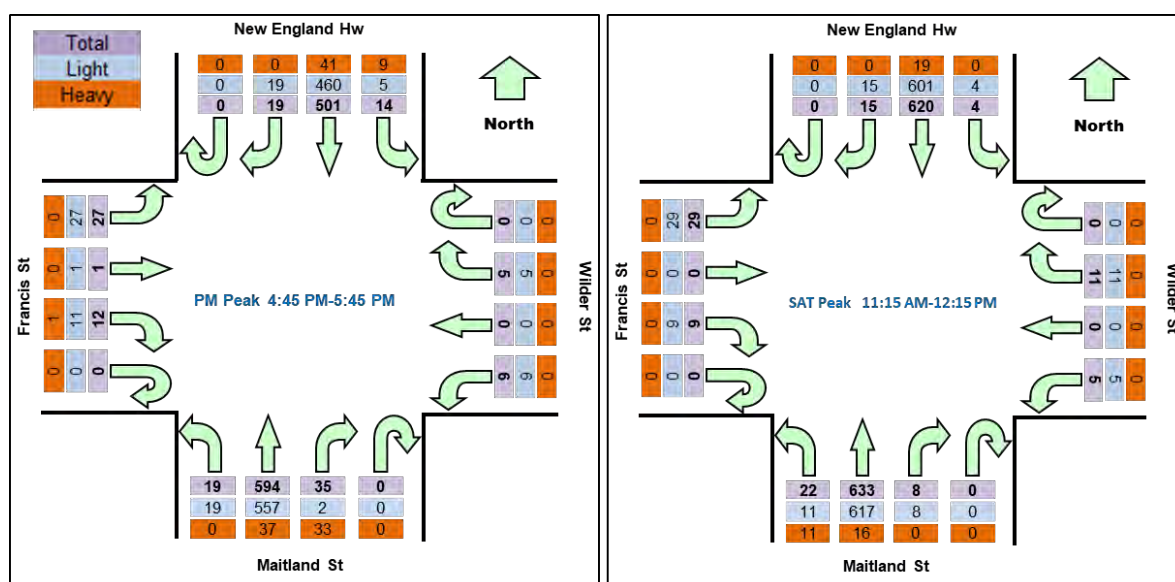 New England Hw
Total
Light
Heavy
0 0 41 9
0 19 460 5
0 19 501 14
North
Francis St
0 27 27
0 1 1
1 11 12
0 0 0
PM Peak 4:45 PM-5:45 PM
0 0 0
5 5 0
0 0 0
6 6 0
Wilder St
19 594 35 0
19 557 2 0
0 37 33 0
Maitland St
New England Hw
0 0 19 0
0 15 601 4
0 15 620 4
North
Francis St
0 29 29
0 0 0
0 9 9
0 0 0
SAT Peak 11:15 AM-12:15 PM
0 0 0
11 11 0
0 0 0
5 5 0
Wilder St
22 633 8 0
11 617 8 0
11 16 0 0
Maitland St